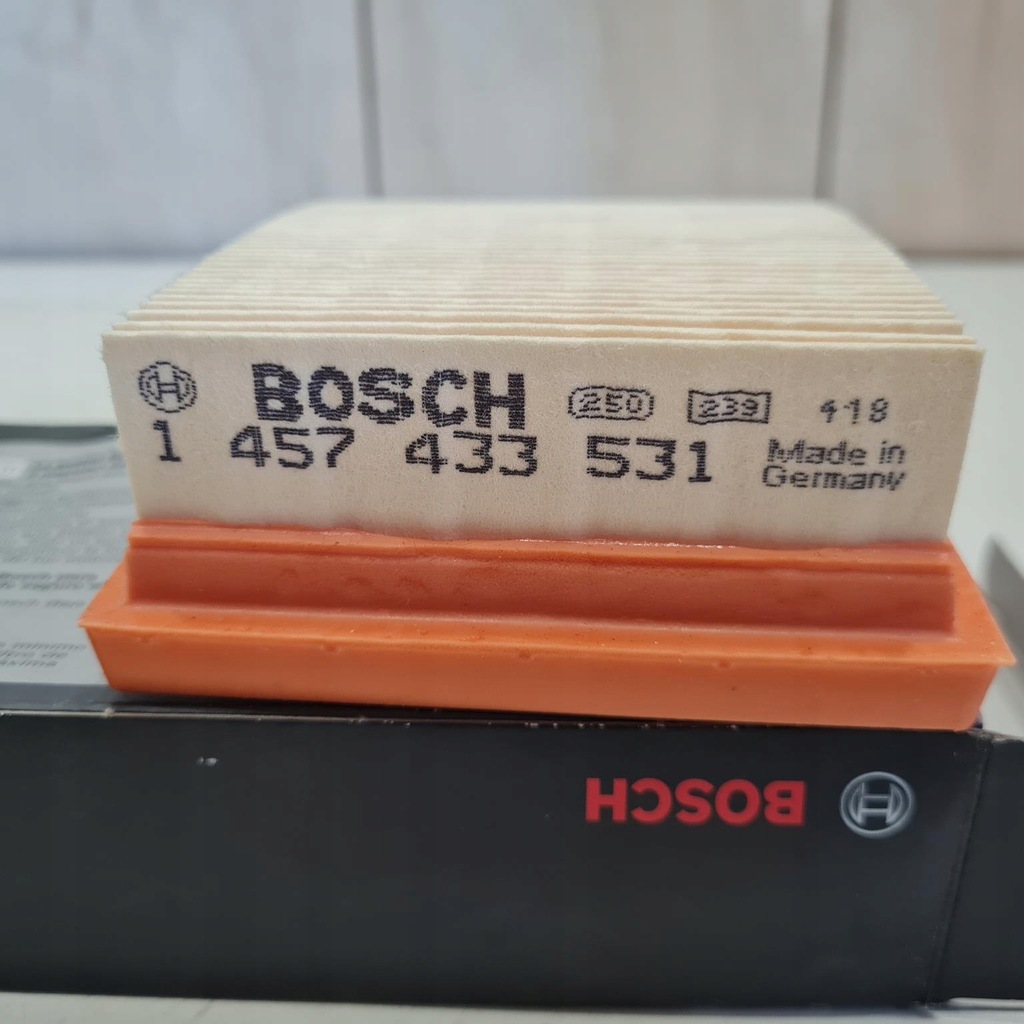 BOSCH 250 239 418
1 457 433 531 Made in
Germany
BOSCH